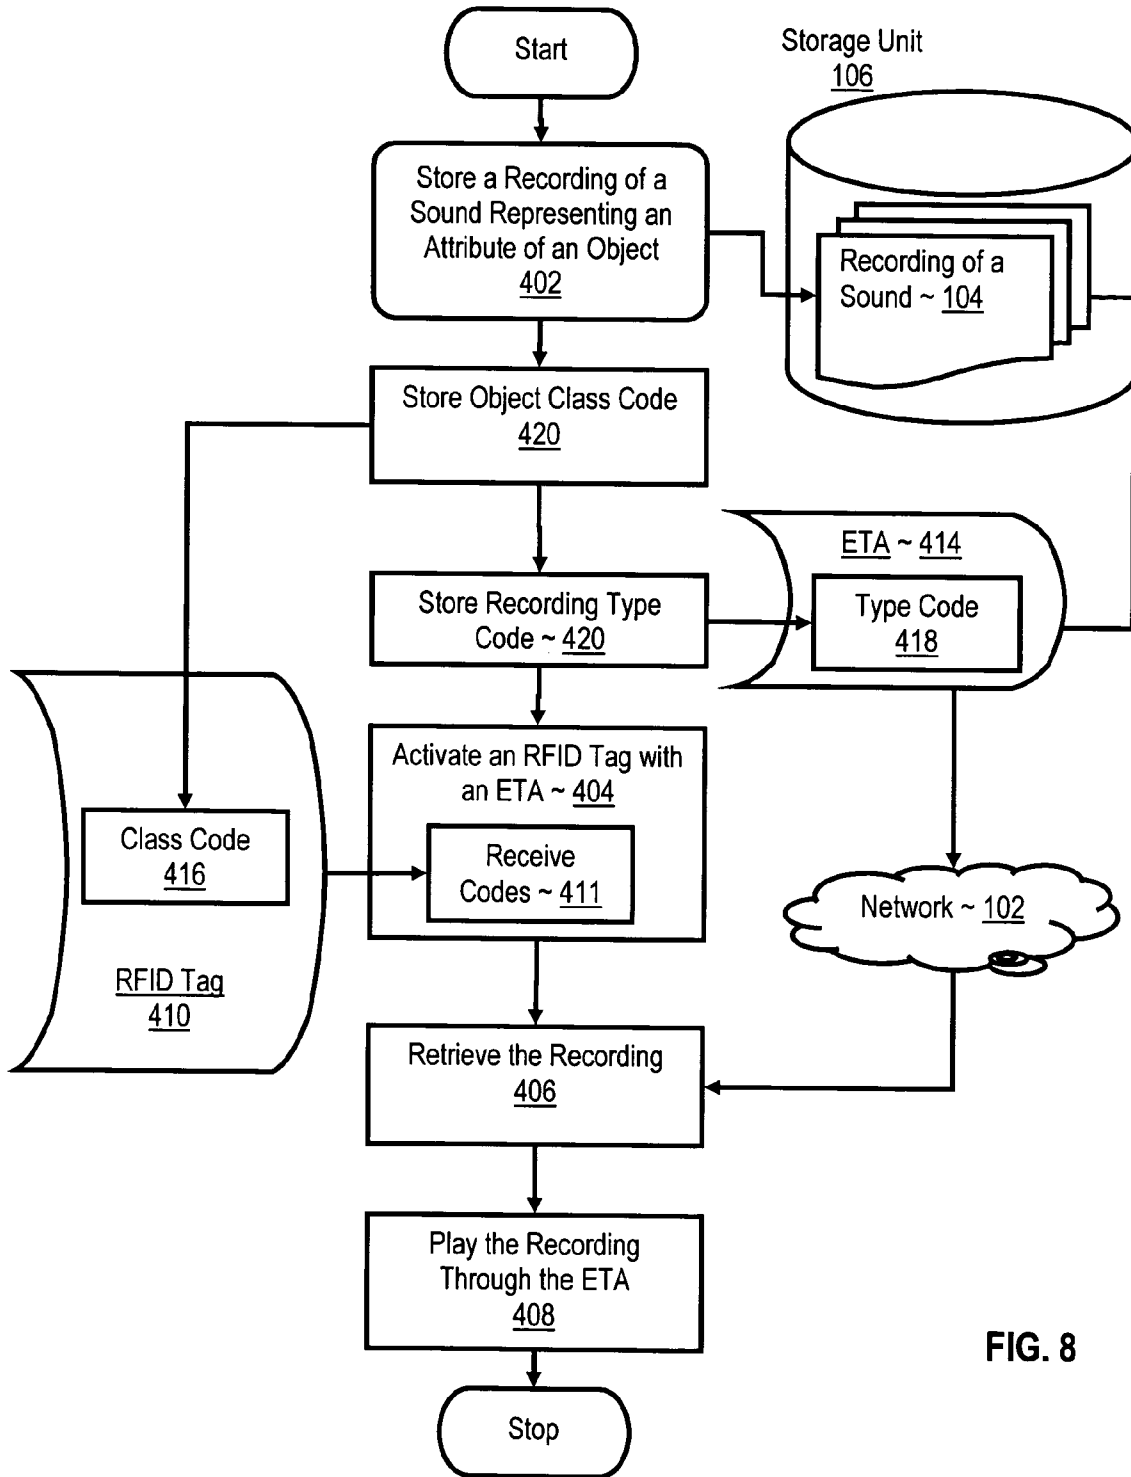 Start
Storage Unit
106
Store a Recording of a
Sound Representing an
Attribute of an Object
402
Recording of a
Sound ~ 104
Store Object Class Code
420
ETA ~ 414
Store Recording Type
Code ~ 420
Type Code
418
Activate an RFID Tag with
an ETA ~ 404
Class Code
416
Receive
Codes ~ 411
Network ~ 102
RFID Tag
410
Retrieve the Recording
406
Play the Recording
Through the ETA
408
FIG. 8
Stop